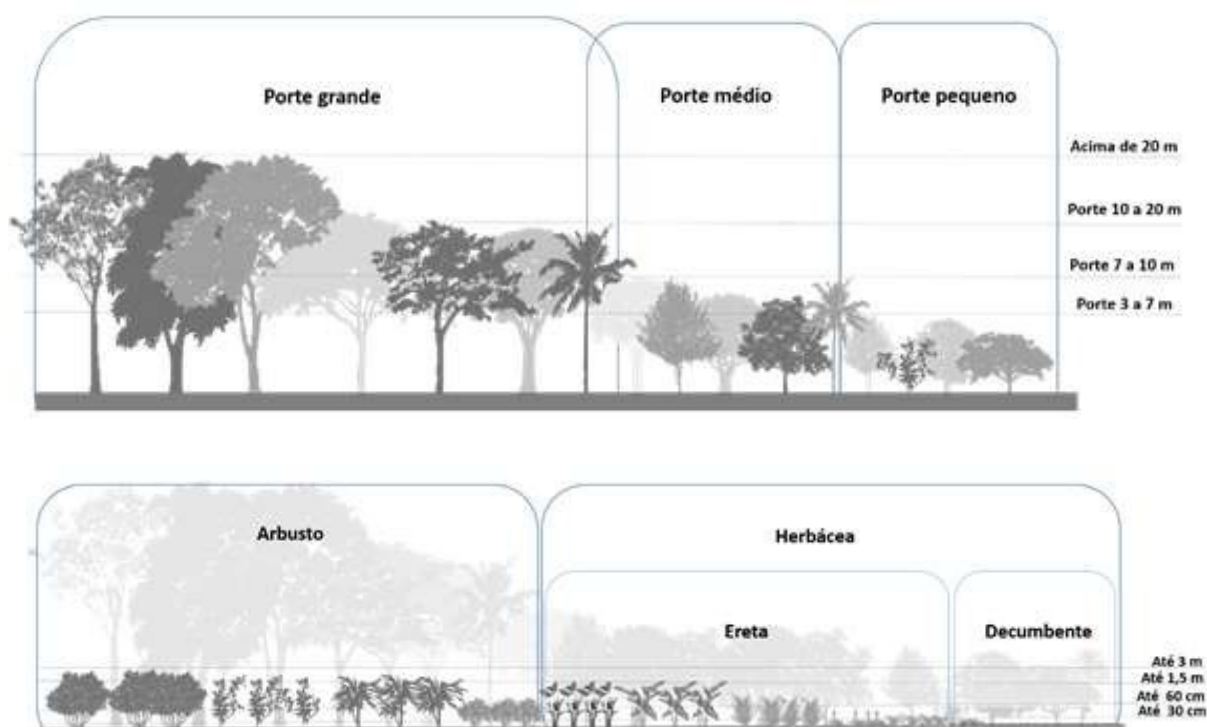 Porte grande
Porte médio
Porte pequeno
Acima de 20 m
Porte 10 a 20 m
Porte 7 a 10 m
Porte 3 a 7 m
Arbusto
Herbácea
Ereta
Decumbente
Até 3 m
Até 1,5 m
Até 60 cm
Até 30 cm